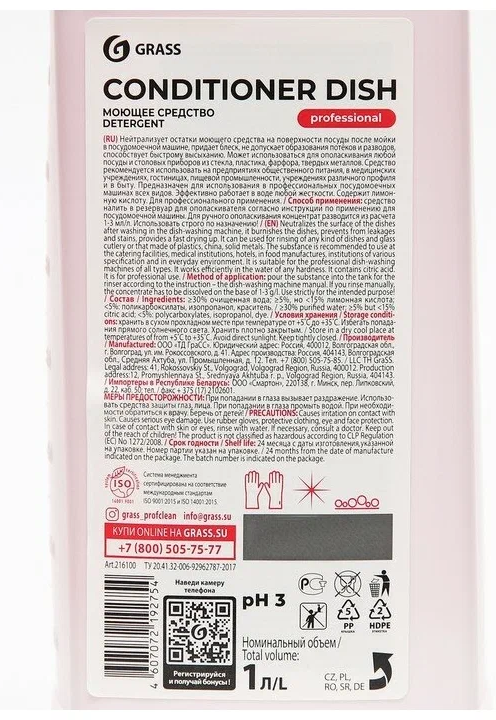 GRASS
CONDITIONER DISH
МОЮЩЕЕ СРЕДСТВО
DETERGENT
professional
(RU) Нейтрализует остатки моющего средства на поверхности посуды после мойки
в посудомоечной машине, придает блеск, не допускает образования потёков и разводов,
способствует быстрому высыханию. Может использоваться для ополаскивания любой
посуды и столовых приборов из стекла, пластика, фарфора, твердых металлов. Средство
рекомендуется использовать на предприятиях общественного питания, в медицинских
учреждениях, гостиницах, пищевой промышленности, учреждениях различного профиля
и в быту. Предназначен для использования в профессиональных посудомоечных
машинах всех видов. Эффективно работает в воде любой жесткости. Содержит лимон-
ную кислоту. Для профессионального применения. / Способ применения: средство
налить в резервуар для ополаскивателя согласно инструкции по применению для
посудомоечной машины. Для ручного ополаскивания концентрат разводится из расчета
1-3 мл/л. Использовать строго по назначению! / (EN) Neutralizes the surface of the dishes
after washing in the dish-washing machine, it burnishes the dishes, prevents from leakages
and stains, provides a fast drying up. It can be used for rinsing of any kind of dishes and glass
cutlery or that made of plastics, china, solid metals. The substance is recommended to use at
the catering facilities, medical institutions, hotels, in food manufactures, institutions of various
specification and in everyday environment. It is suitable for the professional dish-washing
machines of all types. It works efficiently in the water of any hardness. It contains citric acid.
It is for professional use. / Method of application: pour the substance into the tank for the
rinser according to the instruction – the dish-washing machine manual. If you rinse manually,
the concentrate has to be dissolved on the base of 1-3 g/l. Use strictly for the intended purpose!
/ Состав / Ingredients: ≥30% очищенная вода; ≥5%, но <15% лимонная кислота;
<5%: поликарбоксилаты, изопропанол, краситель. / ≥30% purified water; ≥5% but <15%
citric acid; <5%: polycarboxylates, isopropanol, dye. / Условия хранения / Storage conditi-
ons: хранить в сухом прохладном месте при температуре от +5°С до +35°С. Избегать попада-
ния прямого солнечного света. Хранить плотно закрытым. / Store in a dry cool place at
temperatures of from +5°C to +35°C. Avoid direct sunlight. Keep tightly closed. / Производитель
/ Manufactured: ООО «ТД ГраСС», Юридический адрес: Россия, 400012, Волгоградская обл.,
г. Волгоград, ул. им. Рокоссовского, д. 41. Адрес производства: Россия, Волгоградская
обл., Средняя Ахтуба, ул. Промышленная, д. 12. Тел. +7 (800) 505-75-85 / LLC TH GraSS.
Legal address: 41, Rokossovskiy St., Volgograd, Volgograd Region, Russia, 400012. Production
address:12, Promyshlennaya St., Srednyaya Akhtuba r. p., Volgograd Region, Russia, 404143.
/ Импортеры в Республику Беларусь: ООО «Смартон», 220138, г. Минск, пер. Липковский,
д. 22, каб. 50; тел. / факс + 375 (17) 2102601.
МЕРЫ ПРЕДОСТОРОЖНОСТИ: При попадании в глаза вызывает раздражение. Использо-
вать средства защиты глаз, лица. При попадании в глаза промыть водой. При необходи-
мости обратиться к врачу. Беречь от детей! / PRECAUTIONS: Causes irritation on contact with
skin. Causes serious eye damage. Use rubber gloves, protective clothing, eye and face protection.
In case of contact with skin or eyes, rinse with water. If necessary, consult a doctor. Keep out
of the reach of children! The product is not classified as hazardous according to CLP Regulation
(EC) No 1272/2008. / Срок годности / Shelf life: 24 месяца с даты изготовления,указанной
на упаковке. Номер партии указан на упаковке. / 24 months from the date of manufacture
indicated on the package. The batch number is indicated on the package.
ISO
14001 9001
Система менеджмента
сертифицирована на соответствие
международным стандартам
ISO 9001:2015 и ISO 14001:2015
grass_profclean info@grass.su
КУПИ ONLINE НА GRASS.SU
+7 (800) 505-75-77
Art.216100 ТУ 20.41.32-006-92962787-2017
4 607072 192754
Наведи камеру
телефона
Регистрируйся
и получай бонусы!
pH 3
5
PP
крышка
2
HDPE
этикетка
Номинальный объем /
Total volume:
1 Л/L
CZ, PL,
RO, SR, DE